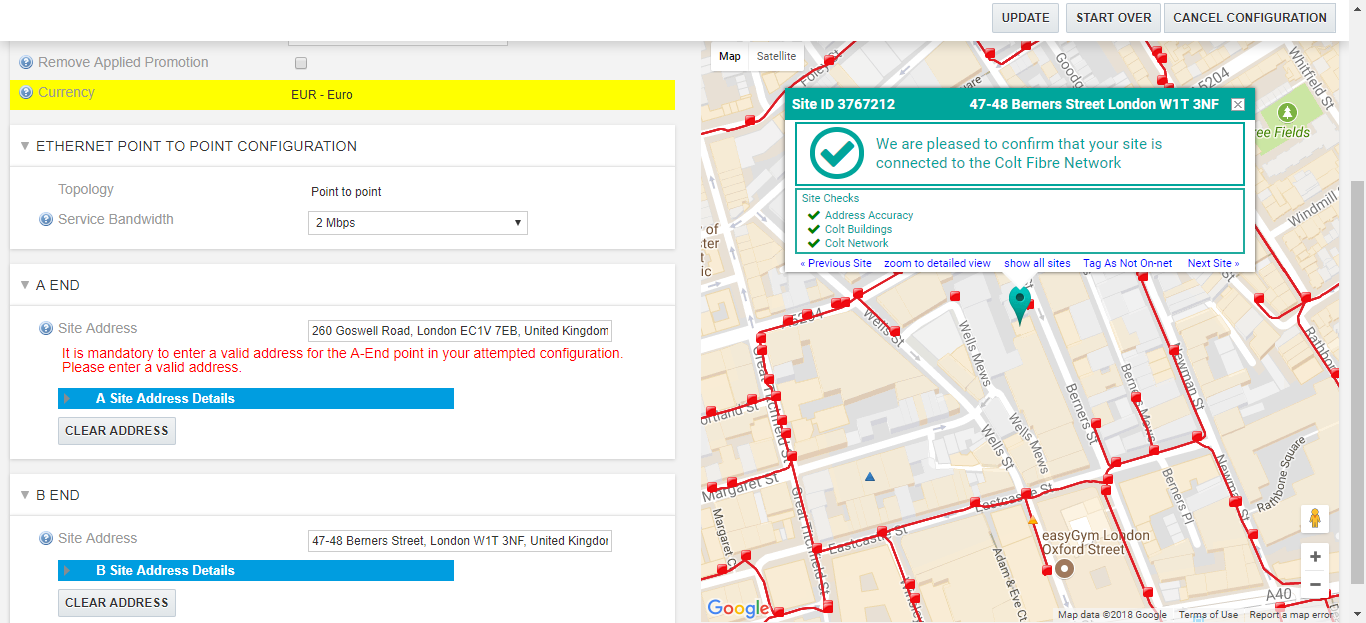 UPDATE
START OVER
CANCEL CONFIGURATION
Remove Applied Promotion
Currency
EUR - Euro
ETHERNET POINT TO POINT CONFIGURATION
Topology
Point to point
Service Bandwidth
2 Mbps
A END
Site Address
260 Goswell Road, London EC1V 7EB, United Kingdom
It is mandatory to enter a valid address for the A-End point in your attempted configuration.
Please enter a valid address.
A Site Address Details
CLEAR ADDRESS
B END
Site Address
47-48 Berners Street, London W1T 3NF, United Kingdor
B Site Address Details
CLEAR ADDRESS
Map
Satellite
Foley St
5204
Whitfield St
ee Fields
Windmill
Site ID 3767212
47-48 Berners Street London W1T 3NF
We are pleased to confirm that your site is
connected to the Colt Fibre Network
Site Checks
Address Accuracy
Colt Buildings
Colt Network
« Previous Site
zoom to detailed view
show all sites
Tag As Not On-net
Next Site »
5204
Wells St
Wells Mews
Great Titchfield St
Berners St
Berners Mews
Newman St
Rathbo
ortland St
Wells St
Wells Mews
Margaret St
Great Titchfield St
Eastcastle St
Berners Pl
Newman St
Rathbone Square
Margaret C
Eastcastle St
easyGym London
Oxford Street
Adam & Eve Ct
A40
Google
Map data ©2018 Google
Terms of Use
Report a map error